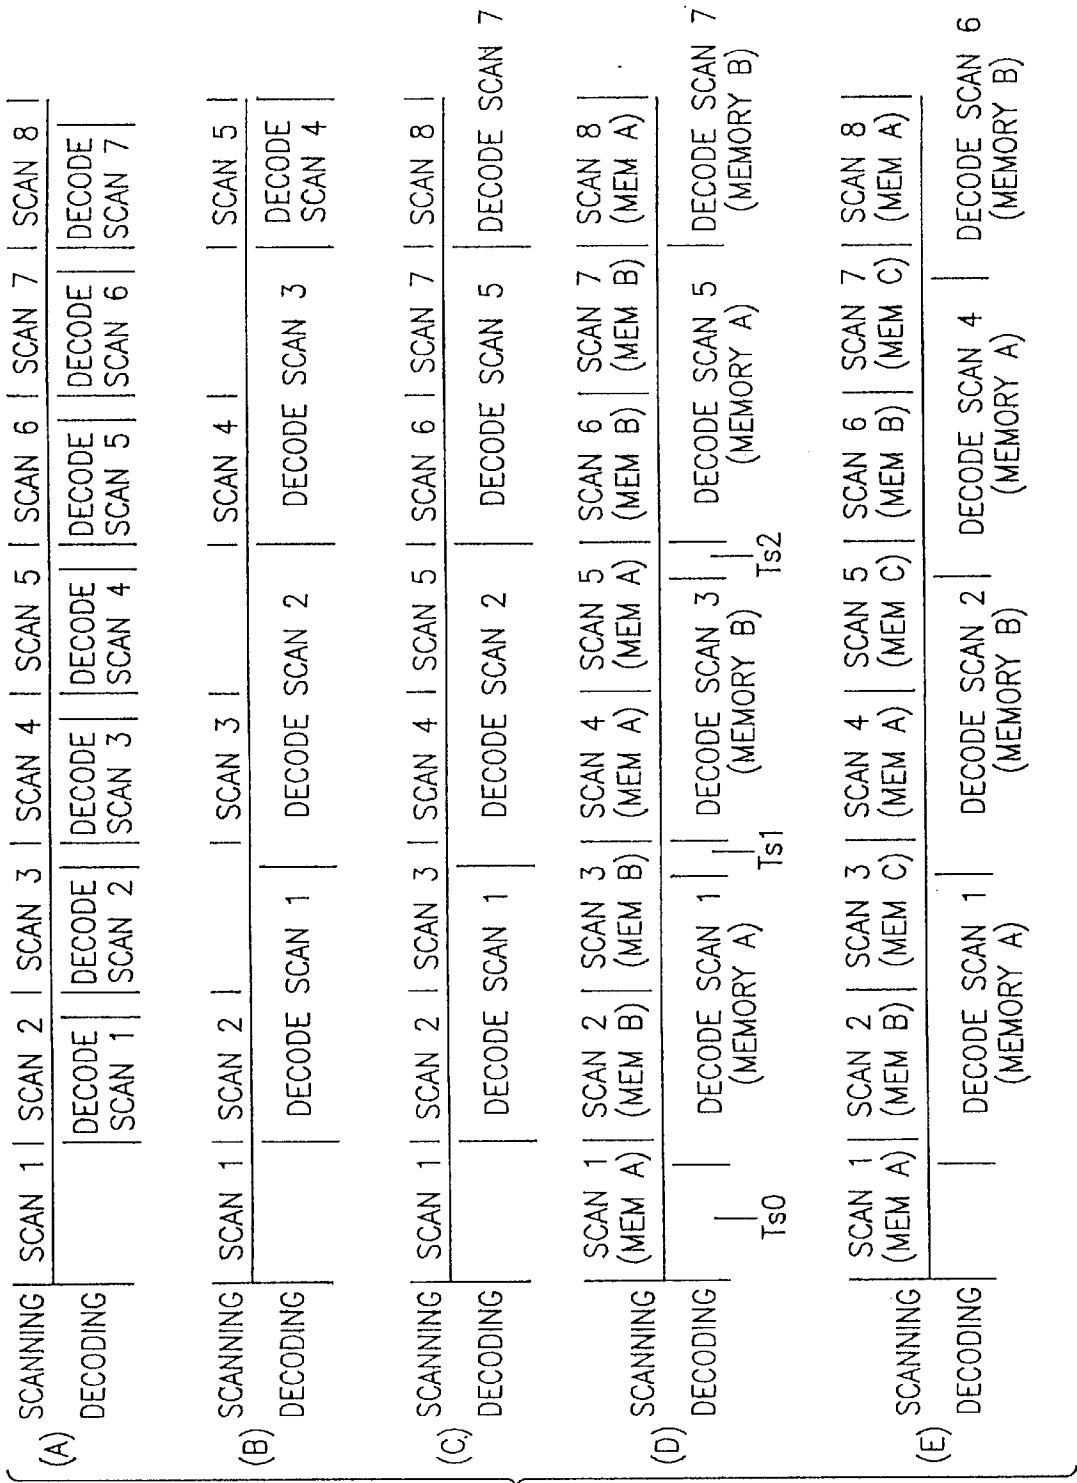 (A)
SCANNING SCAN 1 SCAN 2 SCAN 3 SCAN 4 SCAN 5 SCAN 6 SCAN 7 SCAN 8
DECODING DECODE DECODE DECODE DECODE DECODE DECODE DECODE
SCAN 1 SCAN 2 SCAN 3 SCAN 4 SCAN 5 SCAN 6 SCAN 7
(B)
SCANNING SCAN 1 SCAN 2 SCAN 3 SCAN 4 SCAN 5
DECODING DECODE SCAN 1 DECODE SCAN 2 DECODE SCAN 3 DECODE
SCAN 4
(C)
SCANNING SCAN 1 SCAN 2 SCAN 3 SCAN 4 SCAN 5 SCAN 6 SCAN 7 SCAN 8
DECODING DECODE SCAN 1 DECODE SCAN 2 DECODE SCAN 5 DECODE SCAN 7
(D)
SCANNING SCAN 1 SCAN 2 SCAN 3 SCAN 4 SCAN 5 SCAN 6 SCAN 7 SCAN 8
(MEM A) (MEM B) (MEM B) (MEM A) (MEM A) (MEM B) (MEM B) (MEM A)
DECODING DECODE SCAN 1 DECODE SCAN 3 DECODE SCAN 5 DECODE SCAN 7
(MEMORY A) (MEMORY B) (MEMORY A) (MEMORY B)
Ts0 Ts1 Ts2
(E)
SCANNING SCAN 1 SCAN 2 SCAN 3 SCAN 4 SCAN 5 SCAN 6 SCAN 7 SCAN 8
(MEM A) (MEM B) (MEM C) (MEM A) (MEM C) (MEM B) (MEM C) (MEM A)
DECODING DECODE SCAN 1 DECODE SCAN 2 DECODE SCAN 4 DECODE SCAN 6
(MEMORY A) (MEMORY B) (MEMORY A) (MEMORY B)